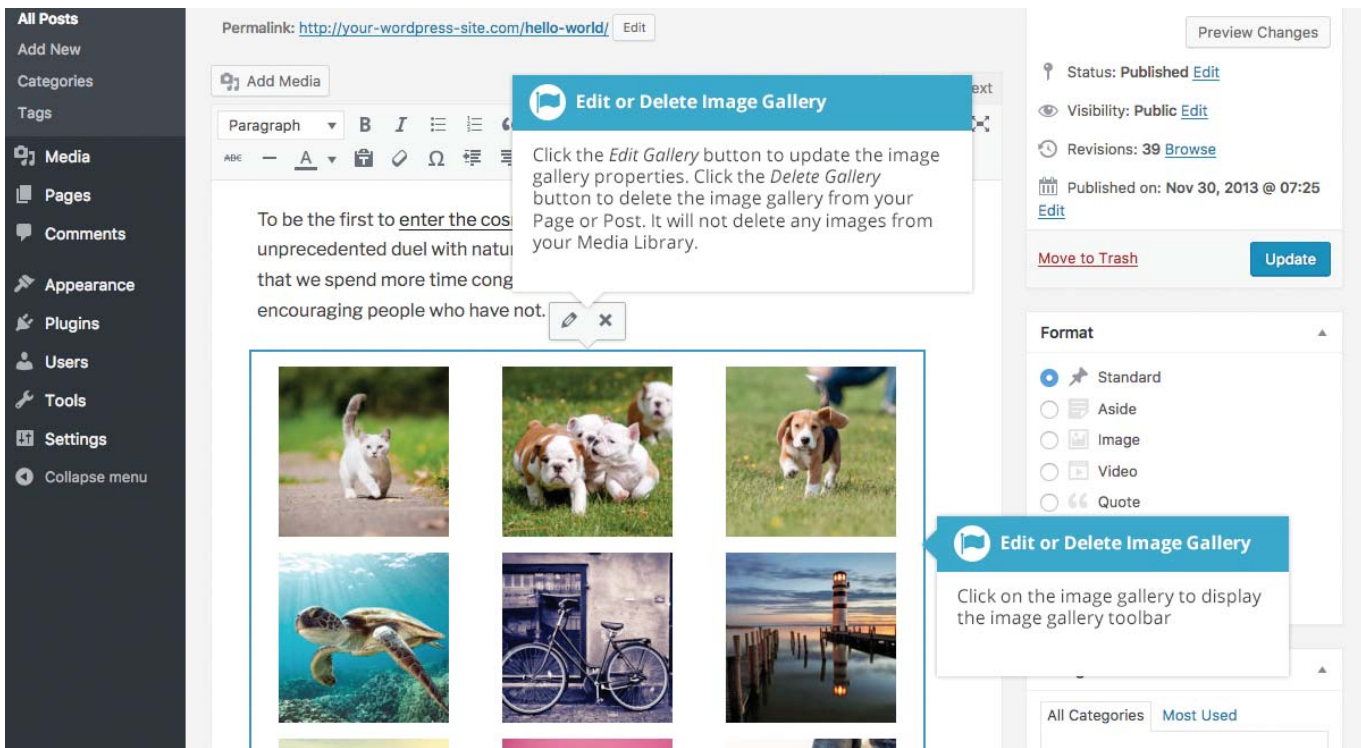 All Posts
Add New
Categories
Tags
Media
Pages
Comments
Appearance
Plugins
Users
Tools
Settings
Collapse menu
Permalink: http://your-wordpress-site.com/hello-world/ Edit
Add Media
ext
Paragraph B I
ABC A Ω
To be the first to enter the cos
unprecedented duel with natu
that we spend more time cong
encouraging people who have not.
Edit or Delete Image Gallery
Click the Edit Gallery button to update the image
gallery properties. Click the Delete Gallery
button to delete the image gallery from your
Page or Post. It will not delete any images from
your Media Library.
Preview Changes
Status: Published Edit
Visibility: Public Edit
Revisions: 39 Browse
Published on: Nov 30, 2013 @ 07:25
Edit
Move to Trash Update
Format
Standard
Aside
Image
Video
Quote
Edit or Delete Image Gallery
Click on the image gallery to display
the image gallery toolbar
All Categories Most Used